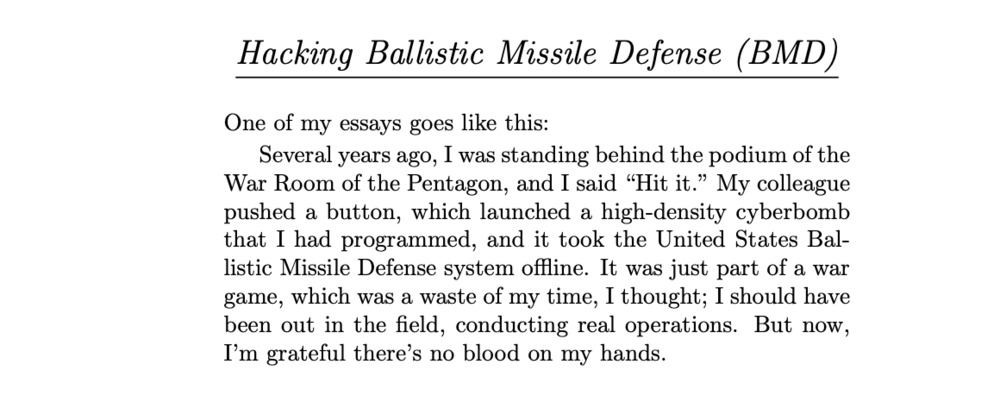 Hacking Ballistic Missile Defense (BMD)
One of my essays goes like this:
Several years ago, I was standing behind the podium of the
War Room of the Pentagon, and I said “Hit it.” My colleague
pushed a button, which launched a high-density cyberbomb
that I had programmed, and it took the United States Bal-
listic Missile Defense system offline. It was just part of a war
game, which was a waste of my time, I thought; I should have
been out in the field, conducting real operations. But now,
I’m grateful there’s no blood on my hands.